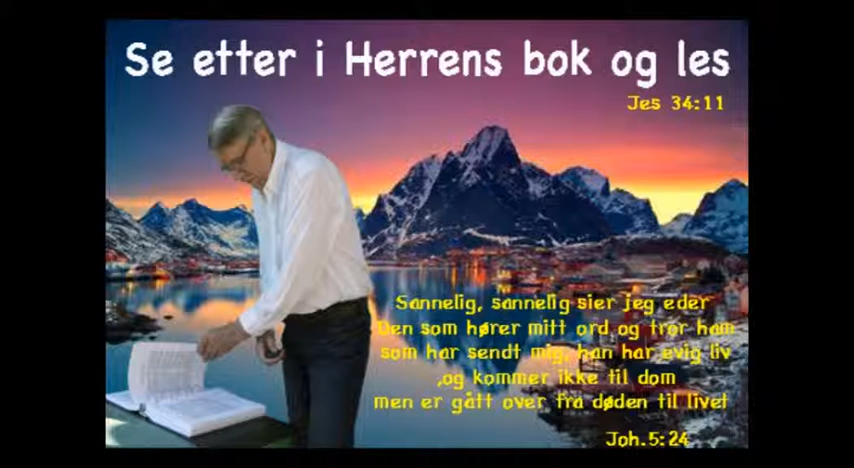 Se etter i Herrens bok og les
Jes 34:11
Sannelig, sannelig sier jeg eder
Den som hører mitt ord og tror ham
som har sendt mig, han har evig liv
,og kommer ikke til dom
men er gått over fra døden til livet
Joh.5:24